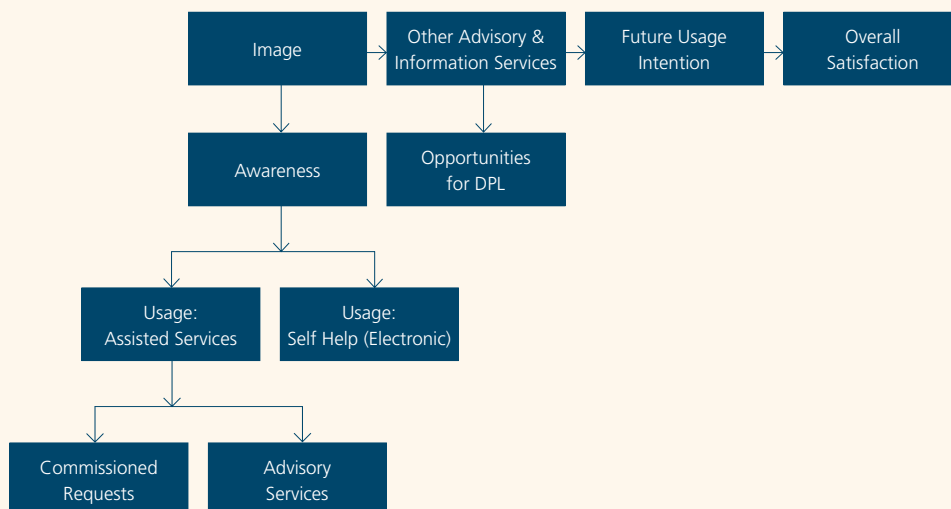 Image
Other Advisory &
Information Services
Future Usage
Intention
Overall
Satisfaction
Awareness
Opportunities
for DPL
Usage:
Assisted Services
Usage:
Self Help (Electronic)
Commissioned
Requests
Advisory
Services